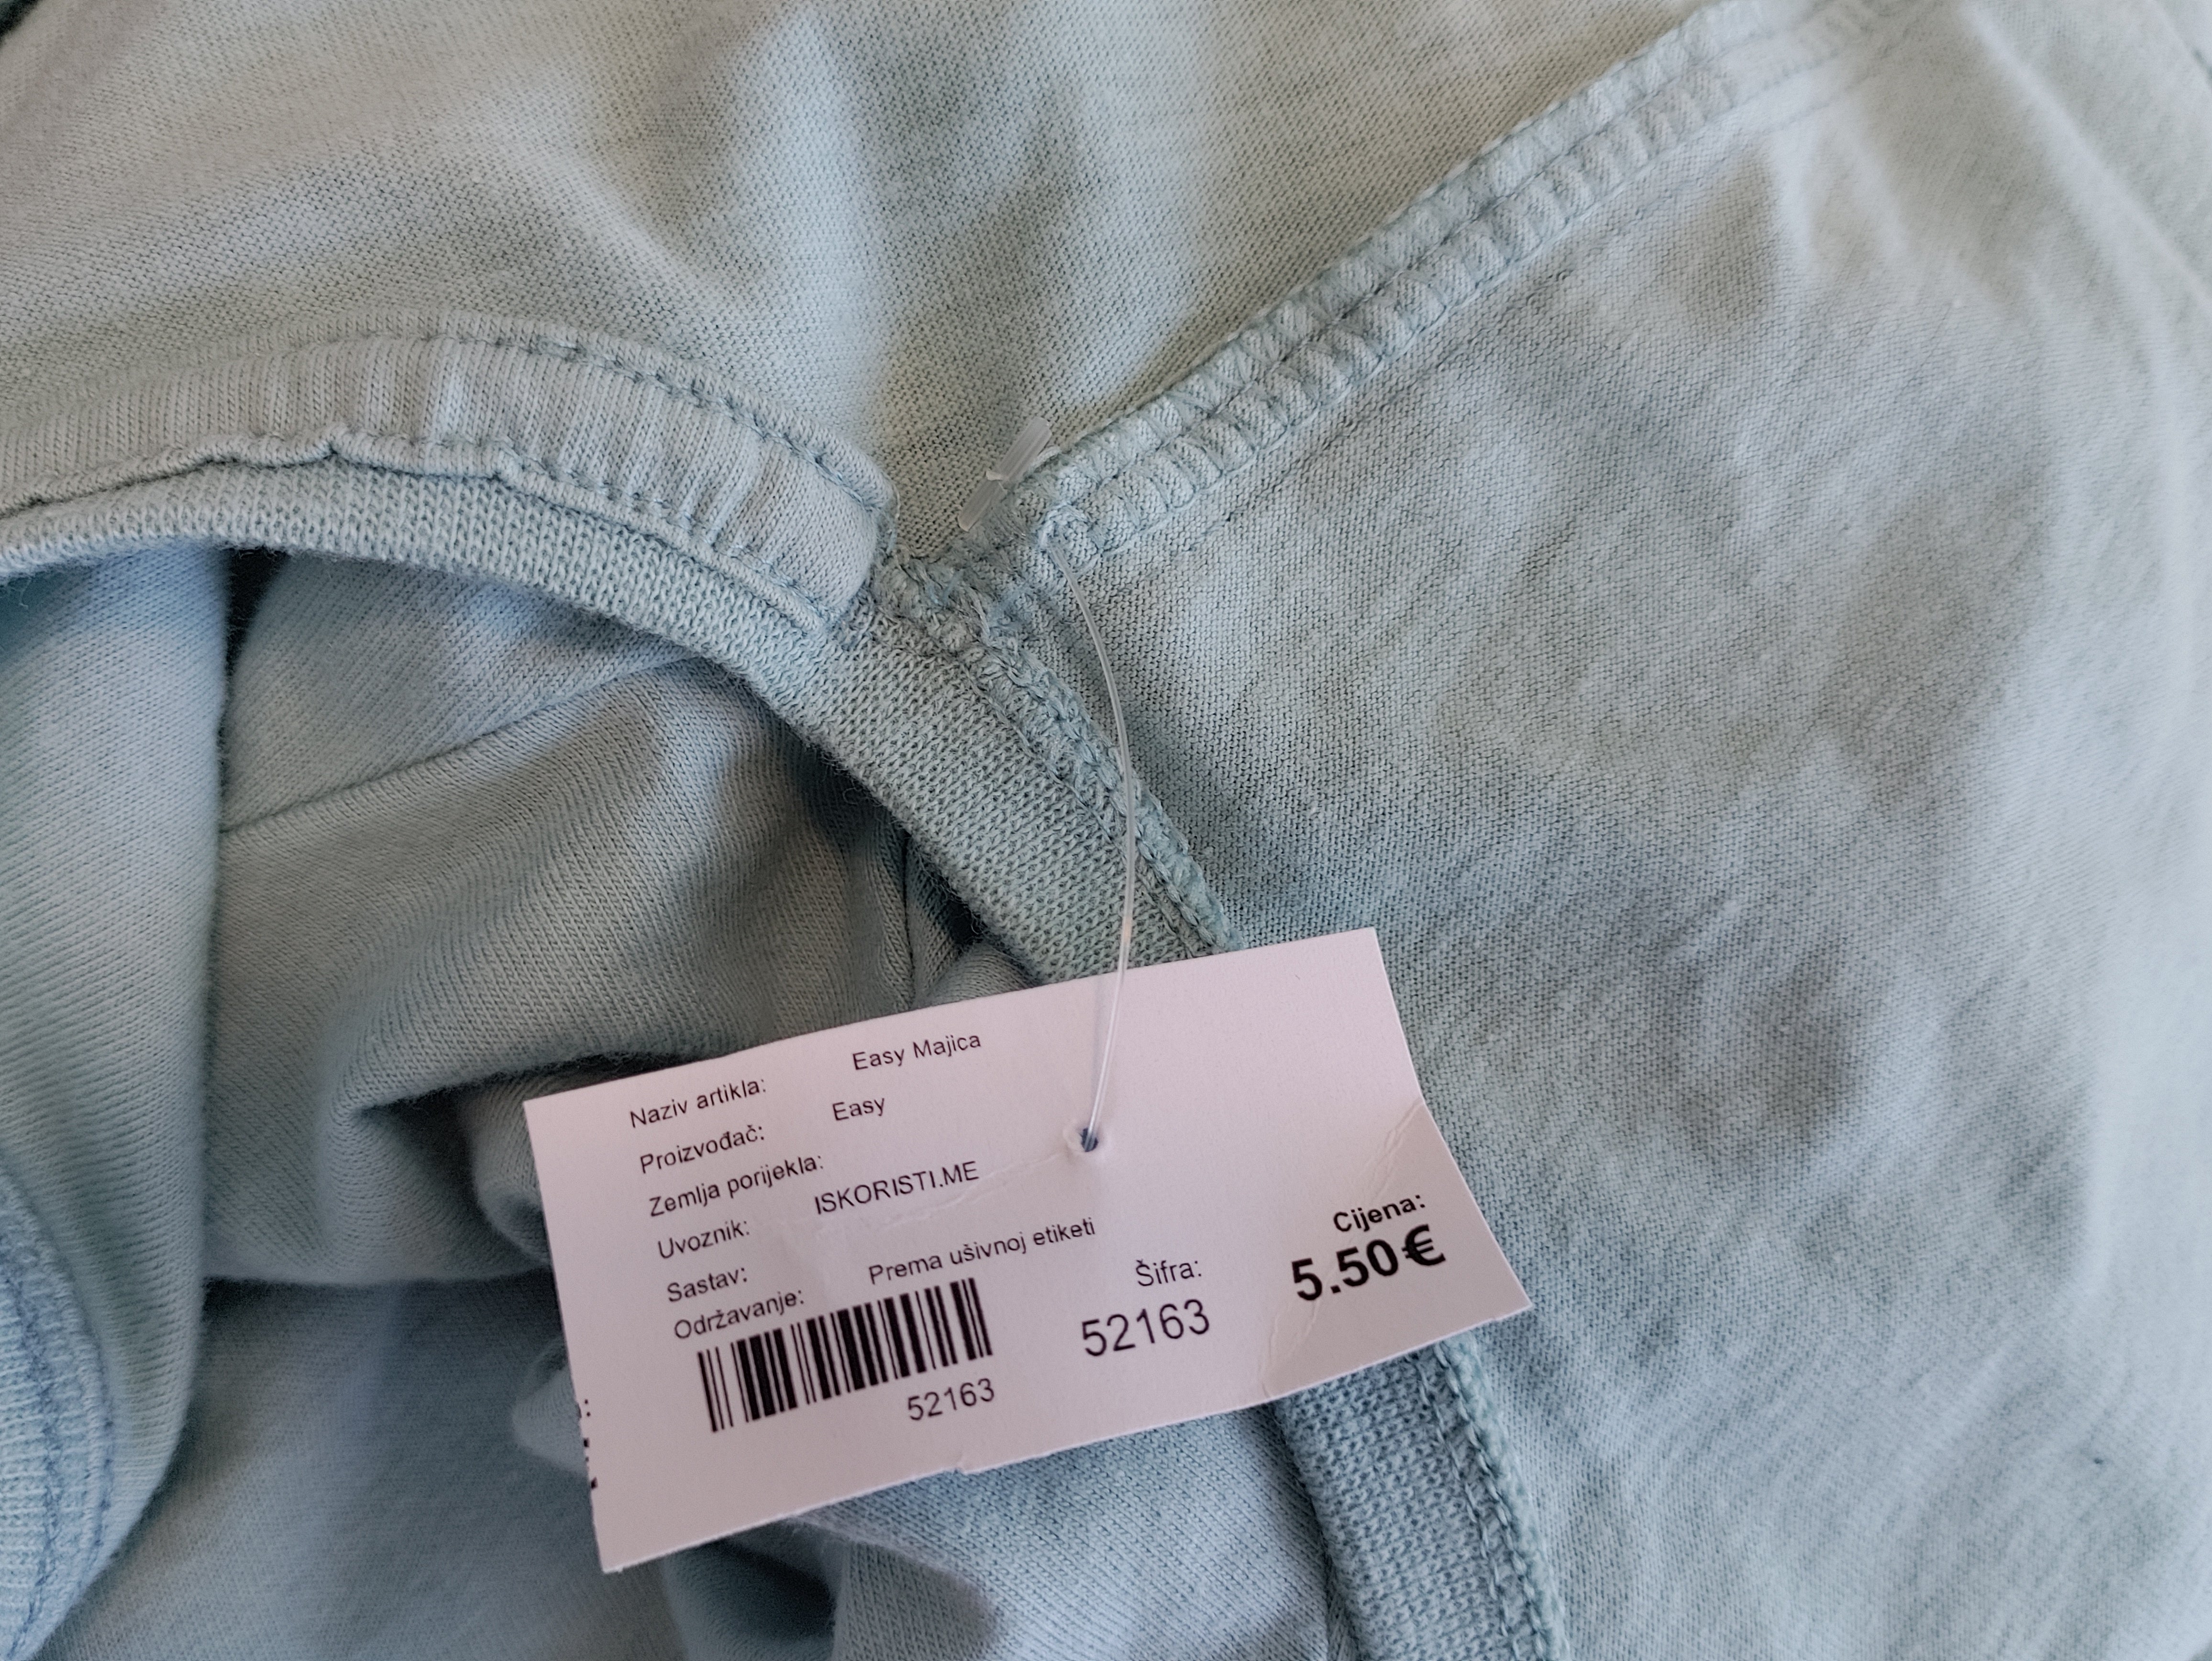 Naziv artikla: Easy Majica
Proizvođač: Easy
Zemlja porijekla:
Uvoznik: ISKORISTI.ME
Sastav:
Održavanje: Prema ušivnoj etiketi
52163
Šifra:
52163
Cijena:
5.50€